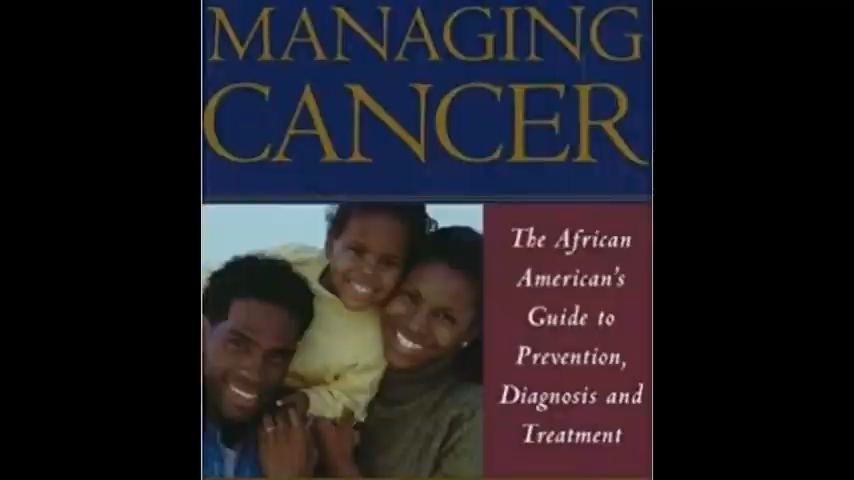 MANAGING
CANCER
The African
American's
Guide to
Prevention,
Diagnosis and
Treatment